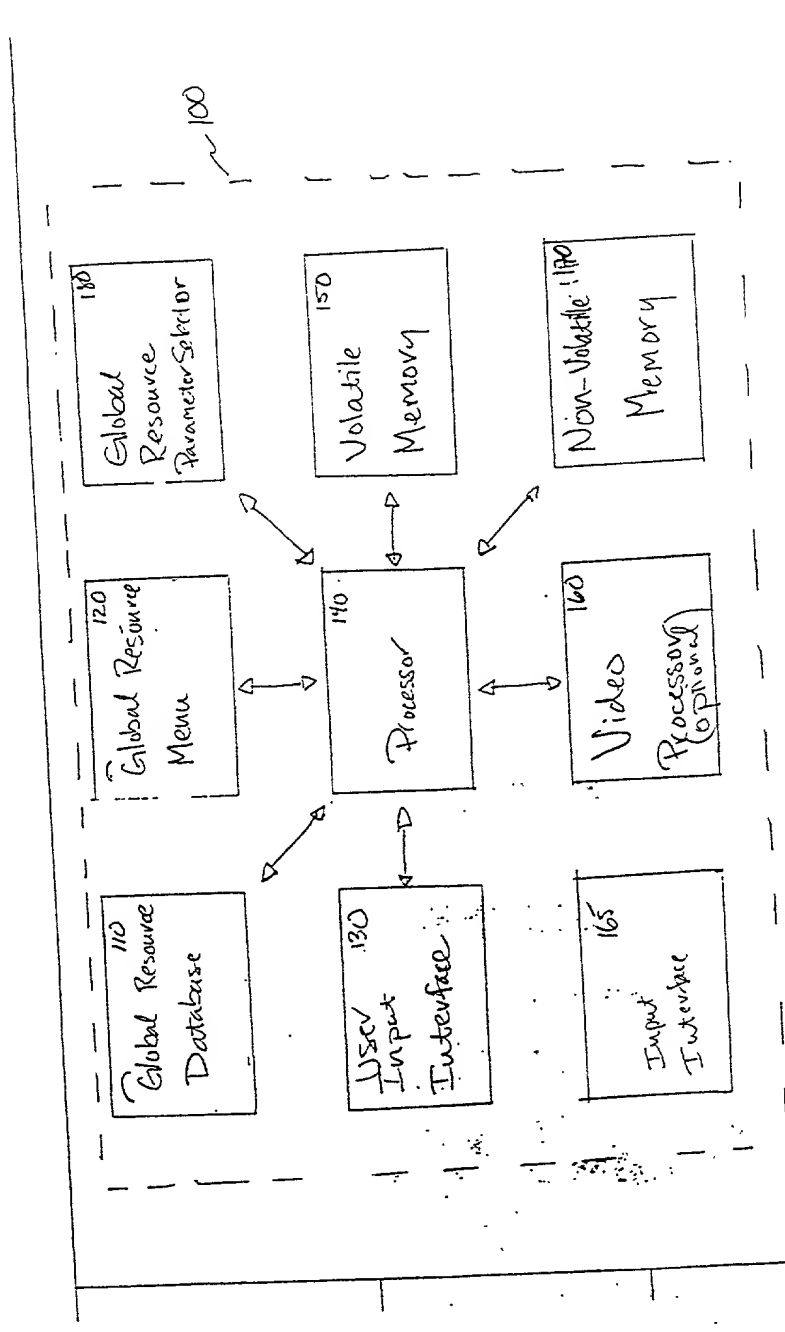 100
110
Global Resource
Database
120
Global Resource
Menu
180
Global
Resource
Parameter Selector
130
User
Input
Interface
140
Processor
150
Volatile
Memory
165
Input
Interface
160
Video
Processor
(optional)
170
Non-Volatile
Memory